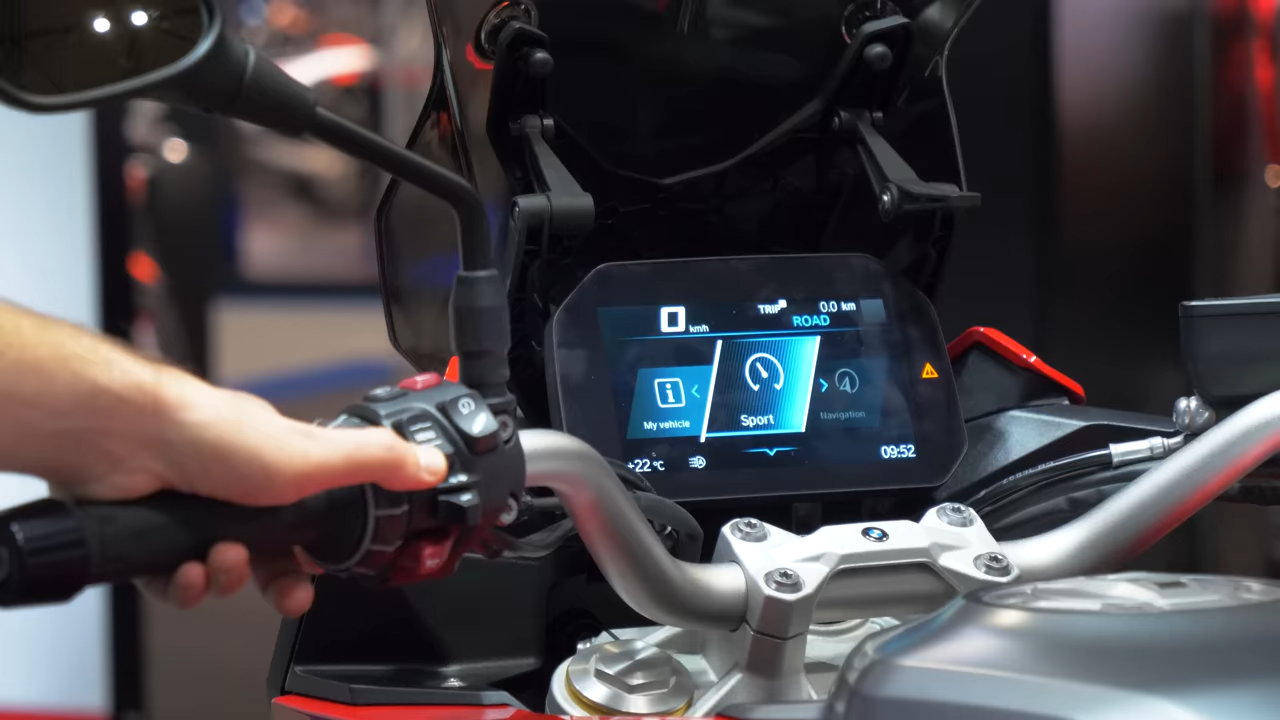 0 km/h TRIP 0.0 km
ROAD
My vehicle
Sport
Navigation
+22 °C 09:52